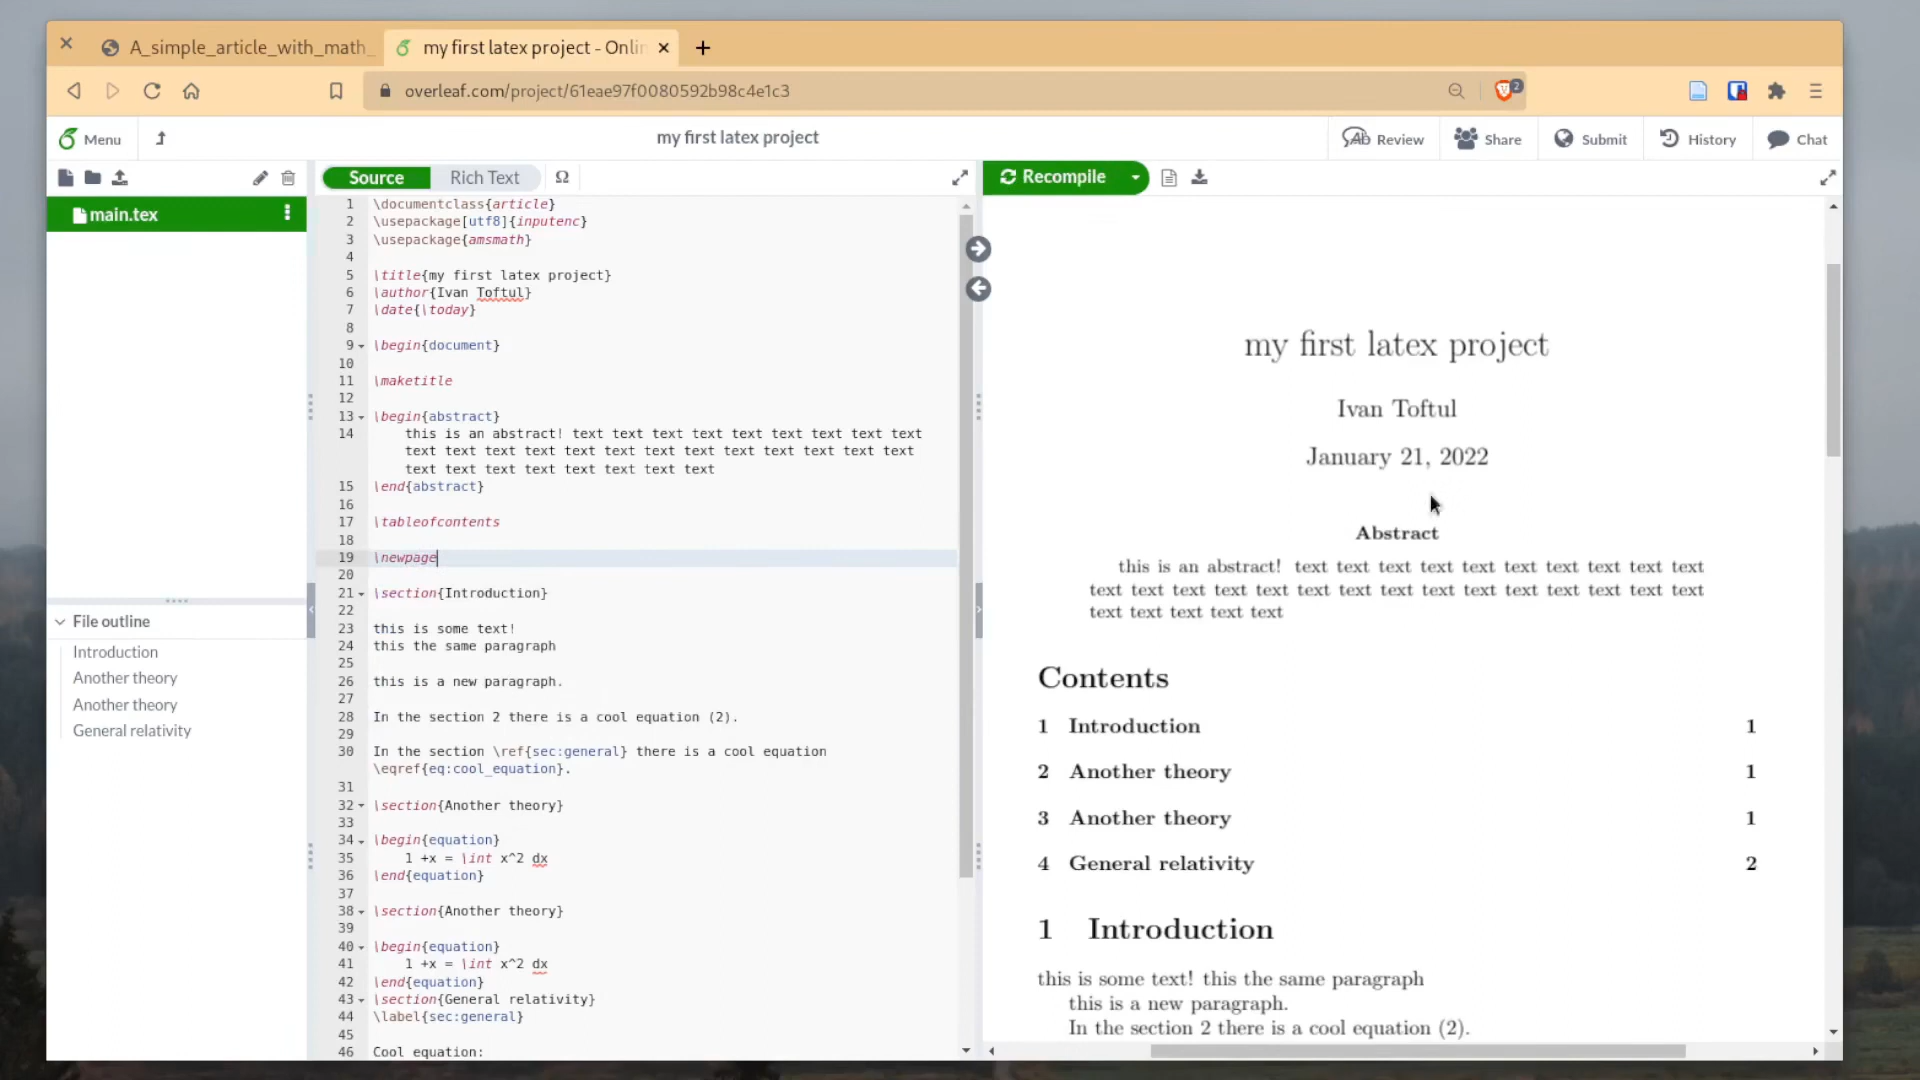 A_simple_article_with_math_
my first latex project - Onlin
overleaf.com/project/61eae97f0080592b98c4e1c3
2
Menu
my first latex project
Review
Share
Submit
History
Chat
Source
Rich Text
Ω
Recompile
main.tex
File outline
Introduction
Another theory
Another theory
General relativity
1 \documentclass{article}
2 \usepackage[utf8]{inputenc}
3 \usepackage{amsmath}
4
5 \title{my first latex project}
6 \author{Ivan Toftul}
7 \date{\today}
8
9 \begin{document}
10
11 \maketitle
12
13 \begin{abstract}
14 this is an abstract! text text text text text text text text text
text text text text text text text text text text text text text
text text text text text text text text
15 \end{abstract}
16
17 \tableofcontents
18
19 \newpage
20
21 \section{Introduction}
22
23 this is some text!
24 this the same paragraph
25
26 this is a new paragraph.
27
28 In the section 2 there is a cool equation (2).
29
30 In the section \ref{sec:general} there is a cool equation
\eqref{eq:cool_equation}.
31
32 \section{Another theory}
33
34 \begin{equation}
35 1 +x = \int x^2 dx
36 \end{equation}
37
38 \section{Another theory}
39
40 \begin{equation}
41 1 +x = \int x^2 dx
42 \end{equation}
43 \section{General relativity}
44 \label{sec:general}
45
46 Cool equation:
my first latex project
Ivan Toftul
January 21, 2022
Abstract
this is an abstract! text text text text text text text text text text
text text text text text text text text text text text text text text text
text text text text text
Contents
1 Introduction 1
2 Another theory 1
3 Another theory 1
4 General relativity 2
1 Introduction
this is some text! this the same paragraph
this is a new paragraph.
In the section 2 there is a cool equation (2).